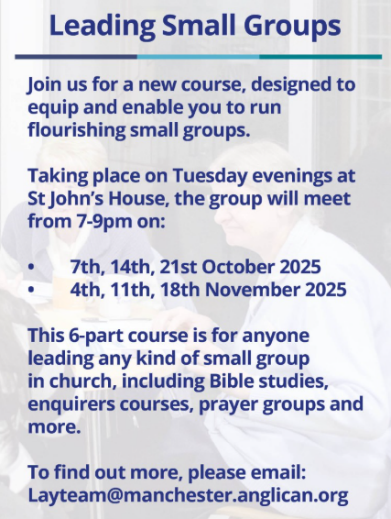 Leading Small Groups
Join us for a new course, designed to
equip and enable you to run
flourishing small groups.
Taking place on Tuesday evenings at
St John's House, the group will meet
from 7-9pm on:
• 7th, 14th, 21st October 2025
• 4th, 11th, 18th November 2025
This 6-part course is for anyone
leading any kind of small group
in church, including Bible studies,
enquirers courses, prayer groups and
more.
To find out more, please email:
Layteam@manchester.anglican.org